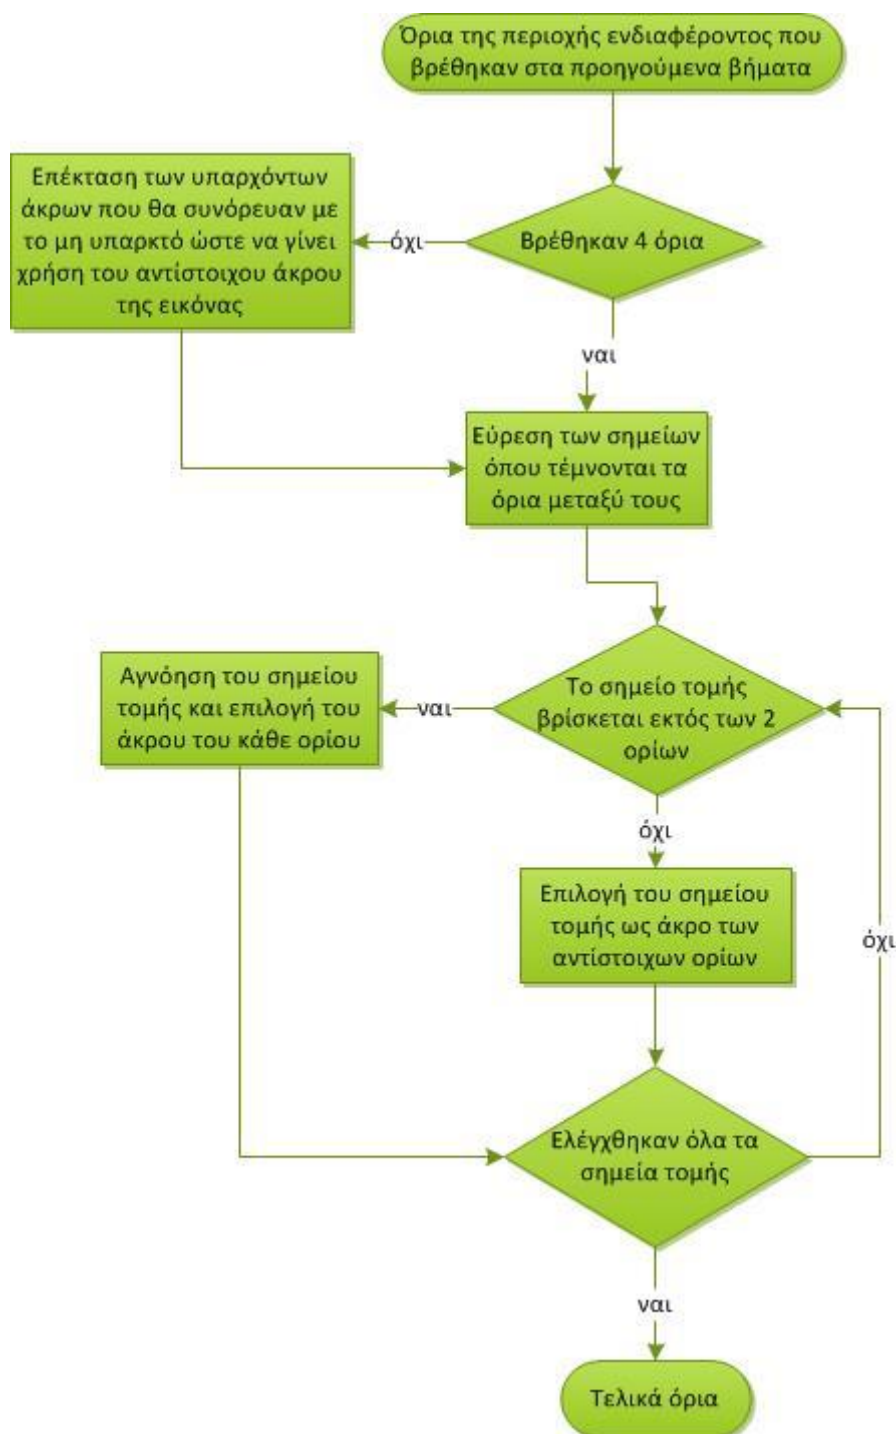 Όρια της περιοχής ενδιαφέροντος που
βρέθηκαν στα προηγούμενα βήματα
Επέκταση των υπαρχόντων
άκρων που θα συνόρευαν με
το μη υπαρκτό ώστε να γίνει
χρήση του αντίστοιχου άκρου
της εικόνας
όχι
Βρέθηκαν 4 όρια
ναι
Εύρεση των σημείων
όπου τέμνονται τα
όρια μεταξύ τους
Αγνόηση του σημείου
τομής και επιλογή του
άκρου του κάθε ορίου
ναι
Το σημείο τομής
βρίσκεται εκτός των 2
ορίων
όχι
Επιλογή του σημείου
τομής ως άκρο των
αντίστοιχων ορίων
όχι
Ελέγχθηκαν όλα τα
σημεία τομής
ναι
Τελικά όρια